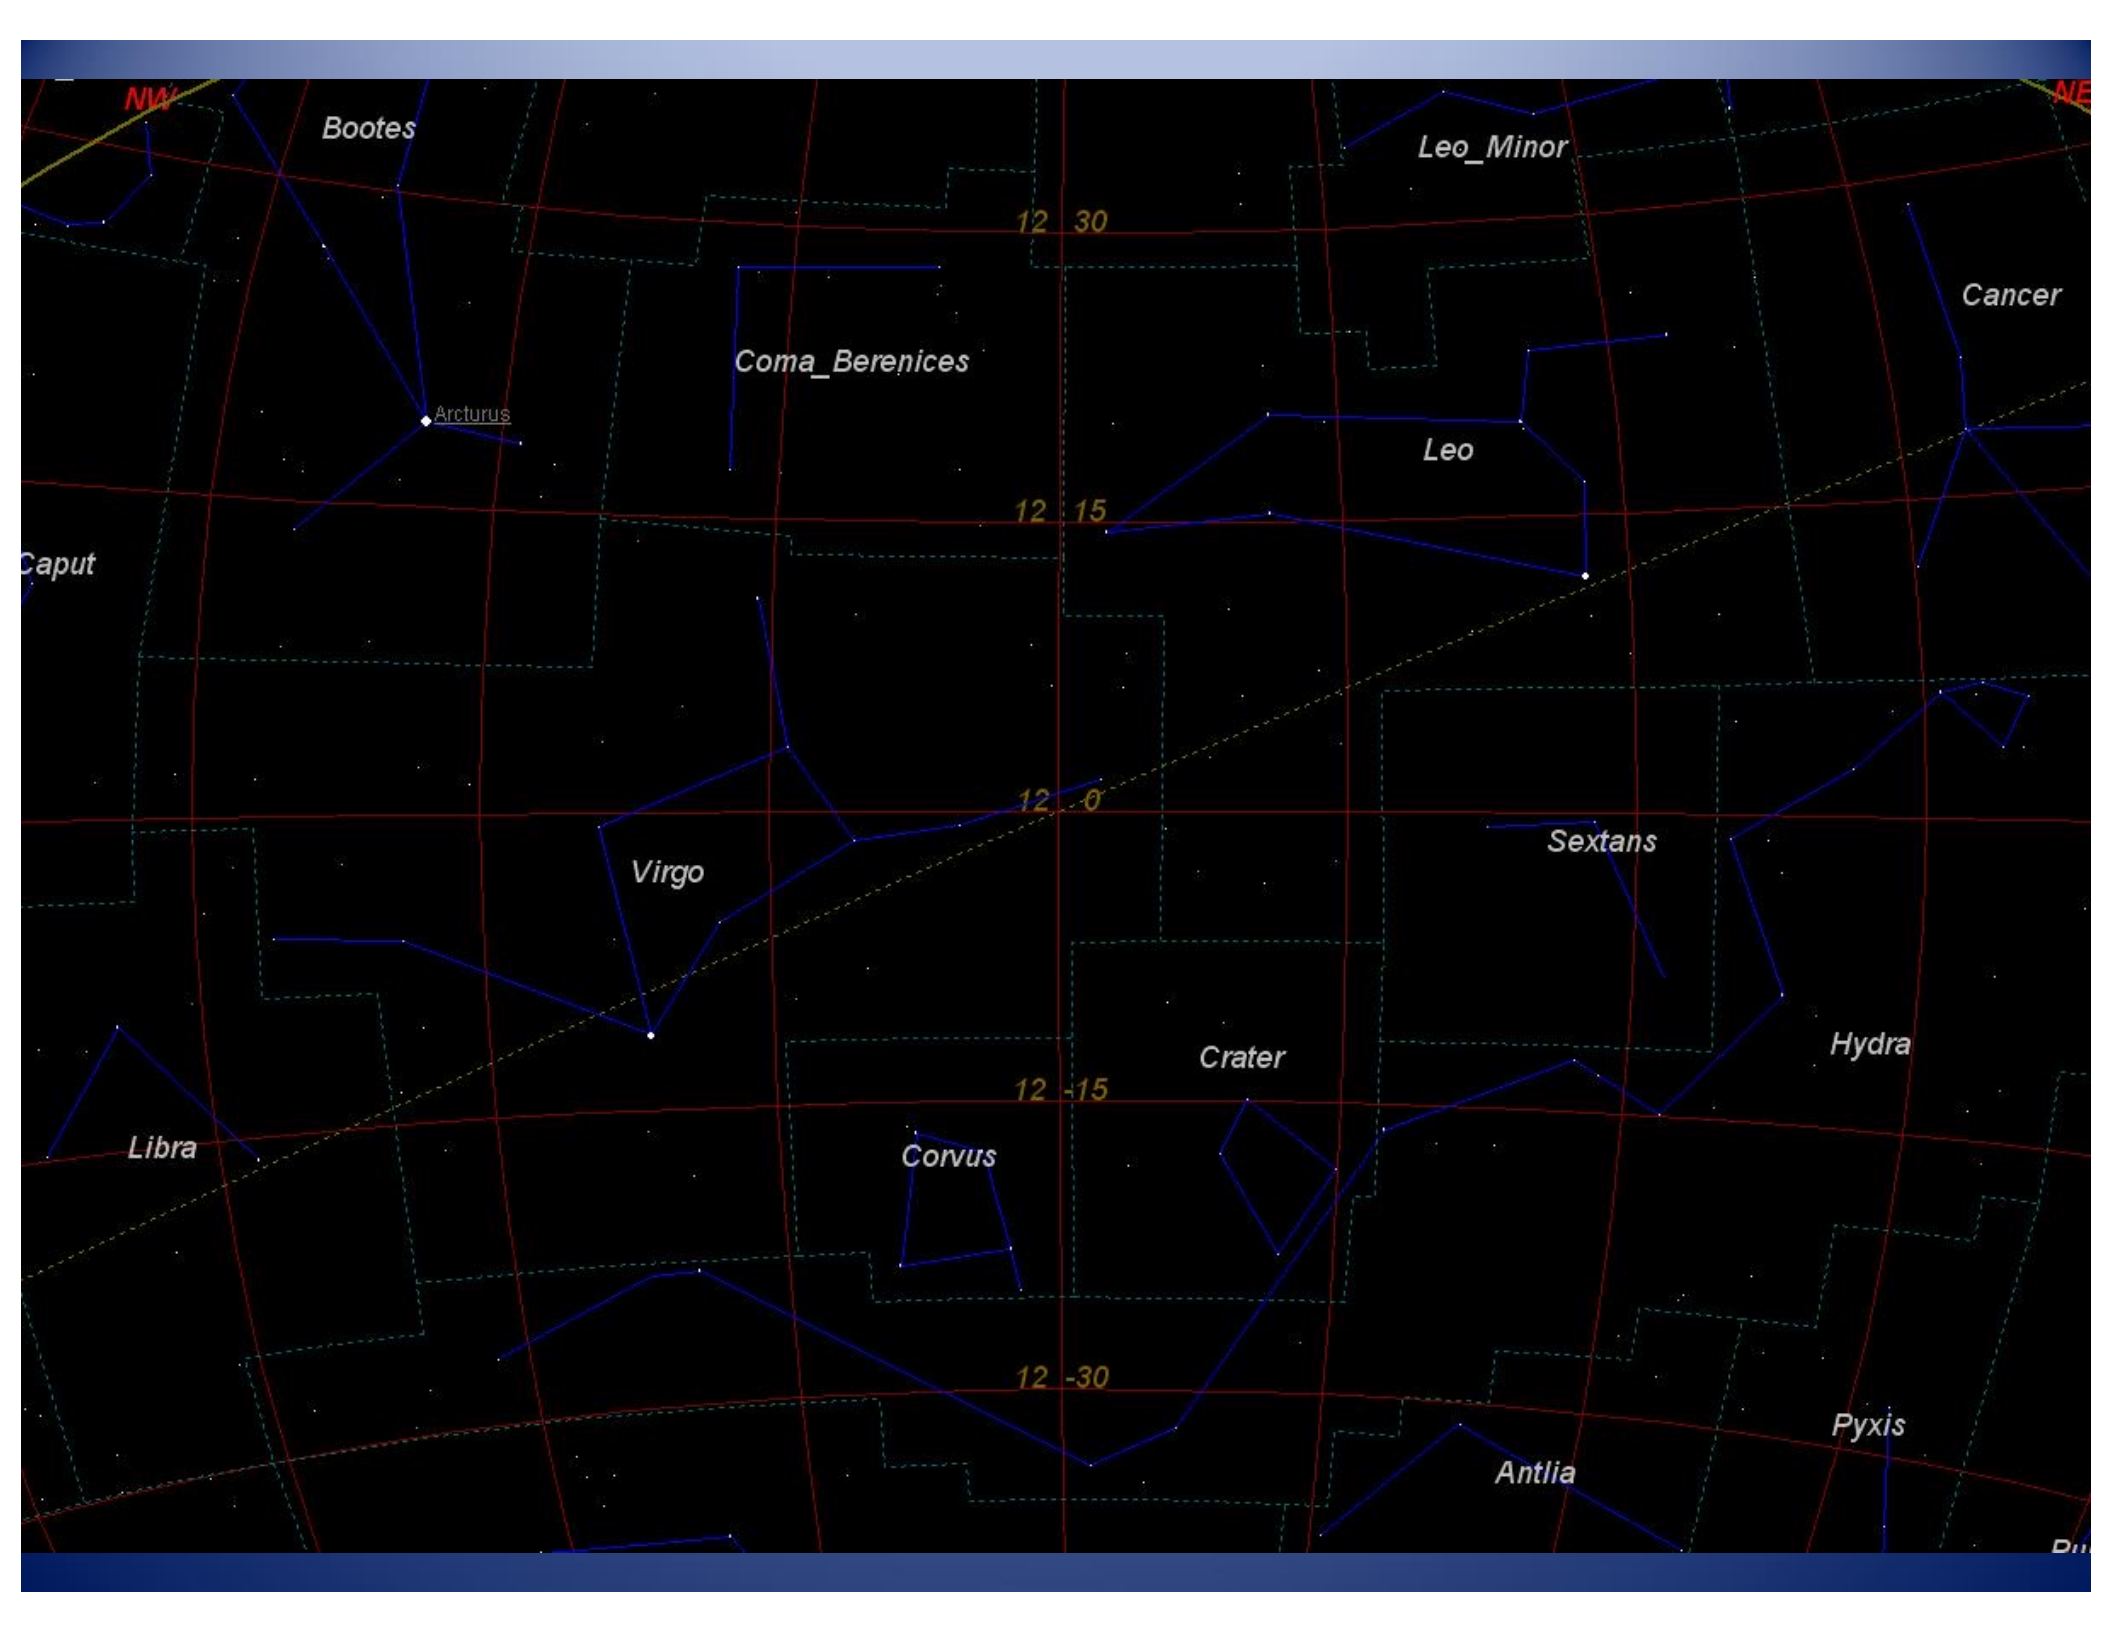 NW
NE
Bootes
Leo_Minor
12 30
Cancer
Coma_Berenices
Arcturus
Leo
12 15
Caput
12 0
Sextans
Virgo
Hydra
Crater
12 -15
Libra
Corvus
12 -30
Pyxis
Antlia